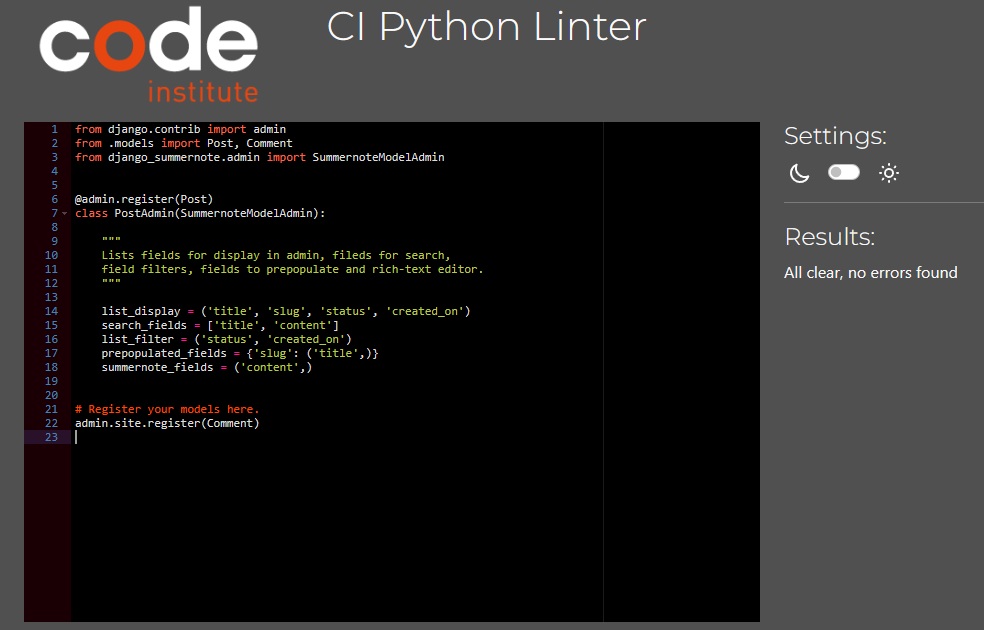 code
institute
CI Python Linter
1 from django.contrib import admin
2 from .models import Post, Comment
3 from django_summernote.admin import SummernoteModelAdmin
4
5
6 @admin.register(Post)
7 class PostAdmin(SummernoteModelAdmin):
8
9     """
10     Lists fields for display in admin, fileds for search,
11     field filters, fields to prepopulate and rich-text editor.
12     """
13
14     list_display = ('title', 'slug', 'status', 'created_on')
15     search_fields = ['title', 'content']
16     list_filter = ('status', 'created_on')
17     prepopulated_fields = {'slug': ('title',)}
18     summernote_fields = ('content',)
19
20
21 # Register your models here.
22 admin.site.register(Comment)
23
Settings:
Results:
All clear, no errors found